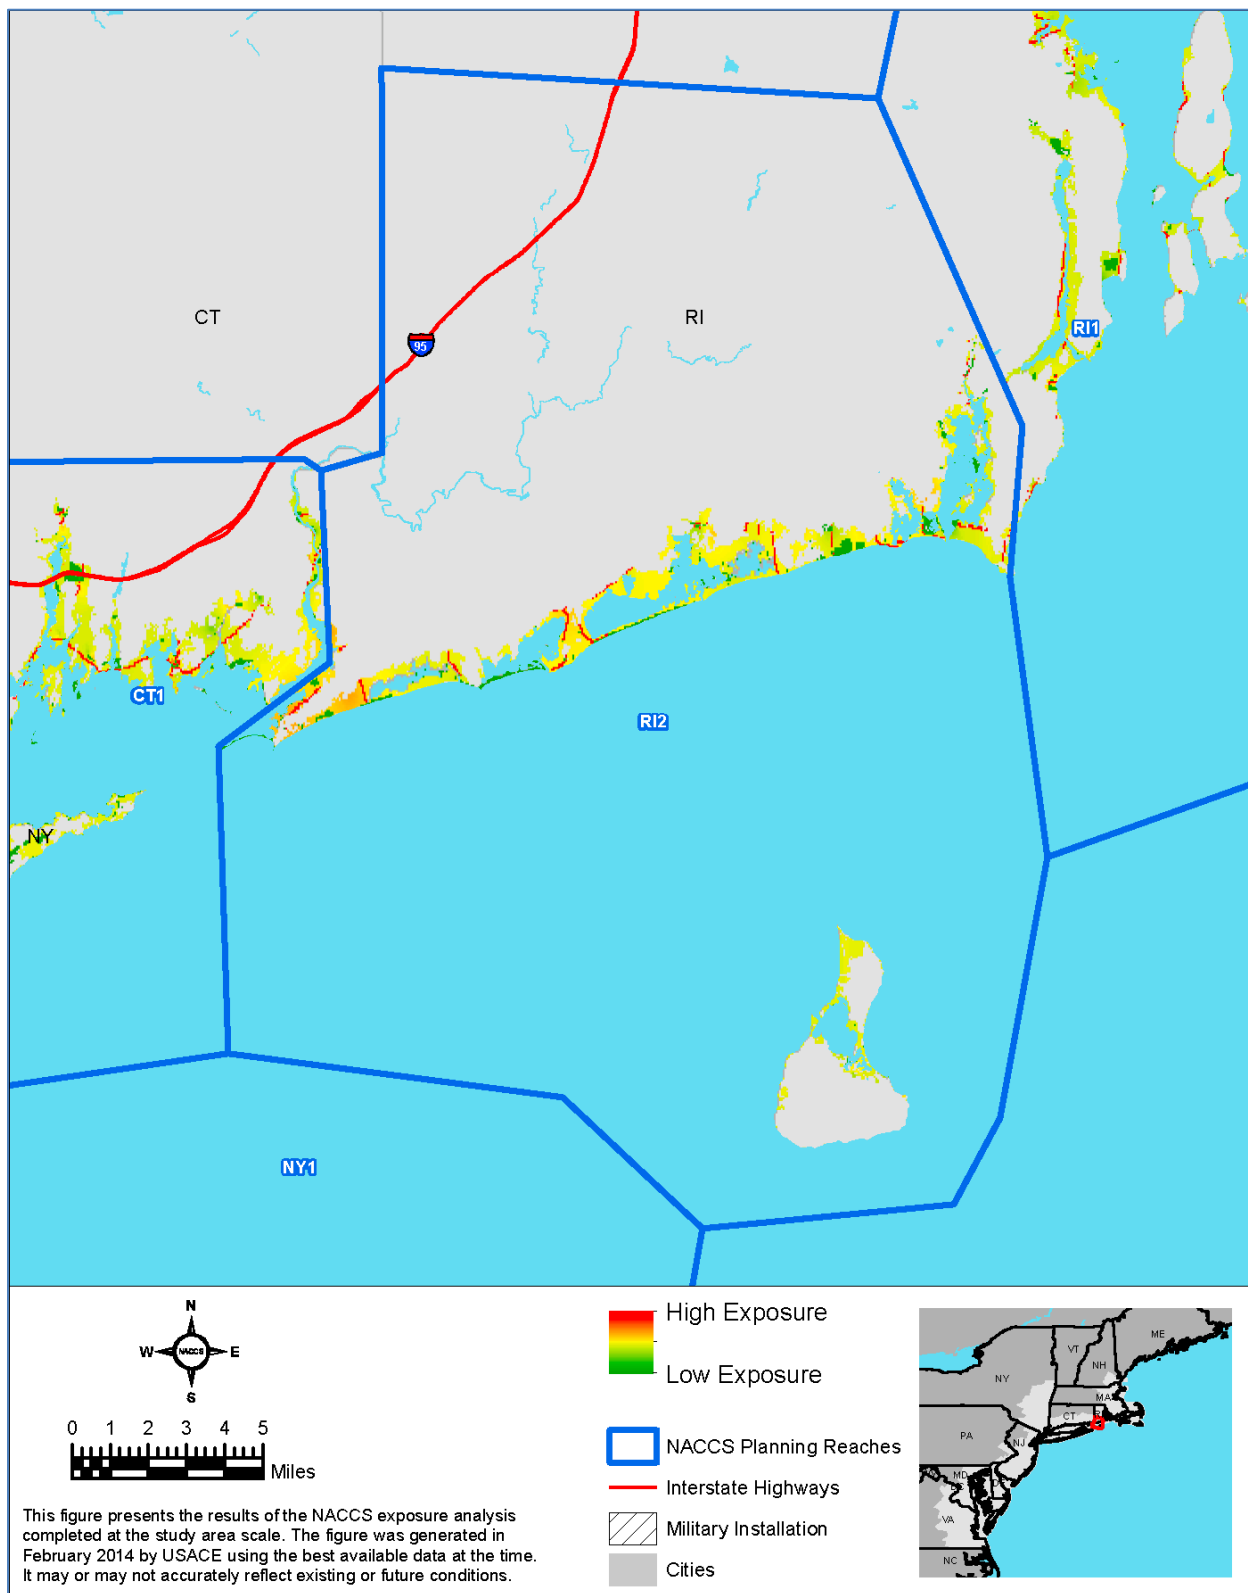 CT
RI
95
RI1
CT1
RI2
NY
NY1
N
W
NACCS
E
S
0 1 2 3 4 5
Miles
This figure presents the results of the NACCS exposure analysis
completed at the study area scale. The figure was generated in
February 2014 by USACE using the best available data at the time.
It may or may not accurately reflect existing or future conditions.
High Exposure
Low Exposure
NACCS Planning Reaches
Interstate Highways
Military Installation
Cities
ME
VT
NH
NY
MA
CT
PA
NJ
MD
VA
NC